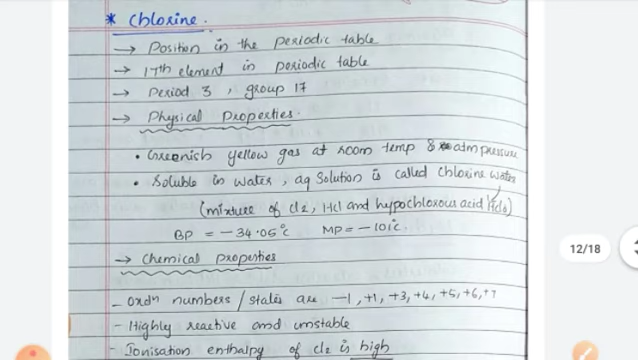 * Chlorine.
→ Position in the periodic table
→ 17th element in periodic table
→ Period 3, group 17
→ Physical Properties.
• Greenish yellow gas at room temp & atm pressure
• Soluble in water, aq solution is called chlorine water
(mixture of cl2, Hcl and hypochlorous acid Hclo)
BP = -34.05°c MP = -101°c.
→ Chemical properties
- Oxdn numbers/states are -1, +1, +3, +4, +5, +6, +7
- Highly reactive and unstable
- Ionisation enthalpy of cl2 is high
12/18